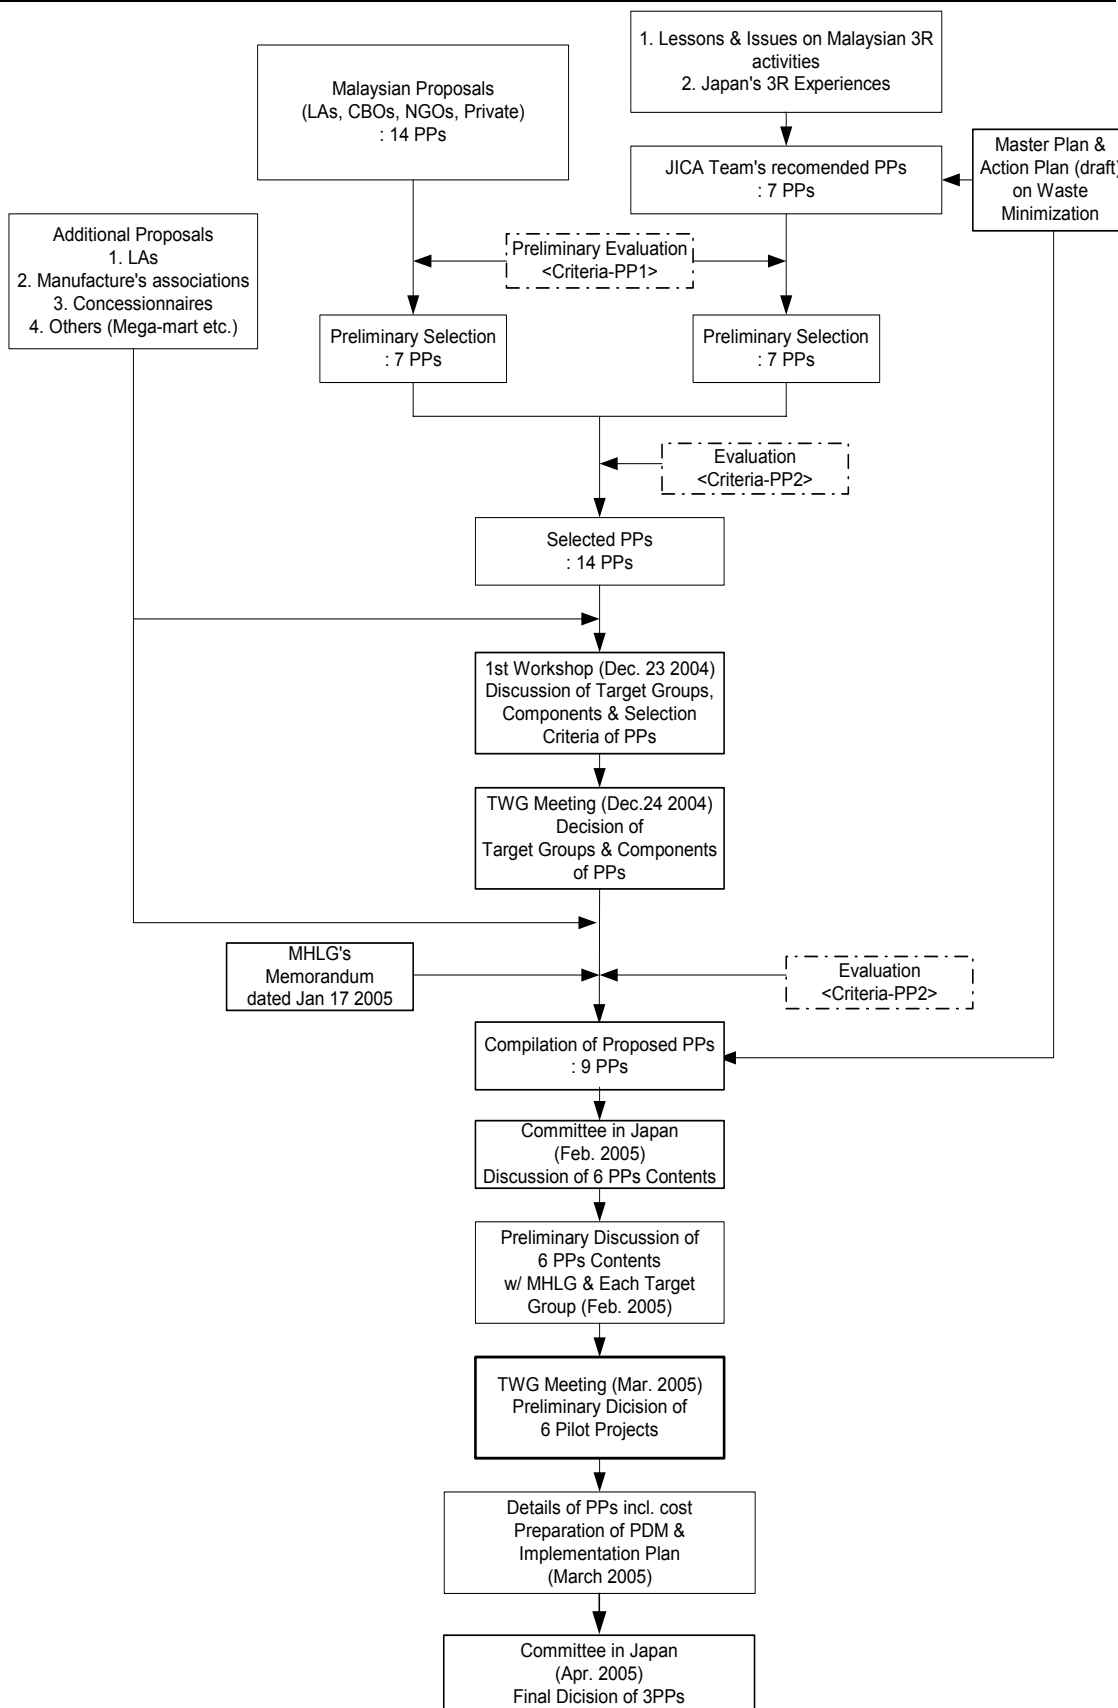 1. Lessons & Issues on Malaysian 3R
activities
2. Japan's 3R Experiences
Malaysian Proposals
(LAs, CBOs, NGOs, Private)
: 14 PPs
Master Plan &
Action Plan (draft)
on Waste
Minimization
JICA Team's recomended PPs
: 7 PPs
Additional Proposals
1. LAs
2. Manufacture's associations
3. Concessionnaires
4. Others (Mega-mart etc.)
Preliminary Evaluation
<Criteria-PP1>
Preliminary Selection
: 7 PPs
Preliminary Selection
: 7 PPs
Evaluation
<Criteria-PP2>
Selected PPs
: 14 PPs
1st Workshop (Dec. 23 2004)
Discussion of Target Groups,
Components & Selection
Criteria of PPs
TWG Meeting (Dec.24 2004)
Decision of
Target Groups & Components
of PPs
MHLG's
Memorandum
dated Jan 17 2005
Evaluation
<Criteria-PP2>
Compilation of Proposed PPs
: 9 PPs
Committee in Japan
(Feb. 2005)
Discussion of 6 PPs Contents
Preliminary Discussion of
6 PPs Contents
w/ MHLG & Each Target
Group (Feb. 2005)
TWG Meeting (Mar. 2005)
Preliminary Dicision of
6 Pilot Projects
Details of PPs incl. cost
Preparation of PDM &
Implementation Plan
(March 2005)
Committee in Japan
(Apr. 2005)
Final Dicision of 3PPs